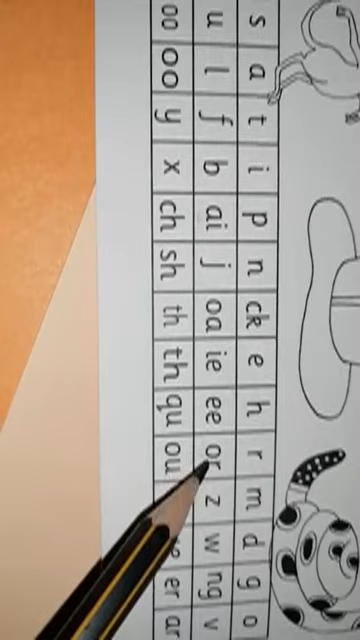 s a t i p n ck e h r m d g o
u l f b ai j oa ie ee or z w ng v
oo oo y x ch sh th th qu ou er ar